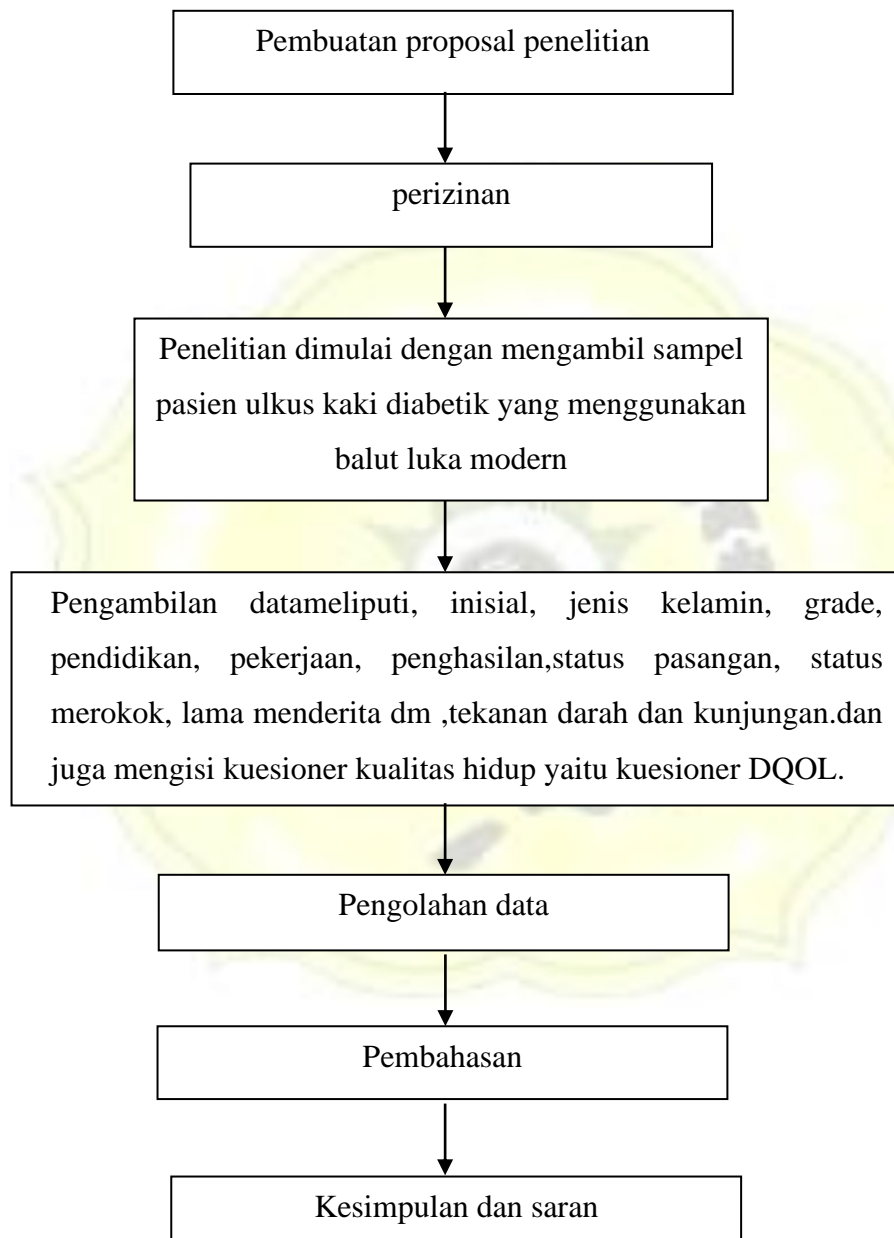 Pembuatan proposal penelitian
perizinan
Penelitian dimulai dengan mengambil sampel
pasien ulkus kaki diabetik yang menggunakan
balut luka modern
Pengambilan datameliputi, inisial, jenis kelamin, grade,
pendidikan, pekerjaan, penghasilan,status pasangan, status
merokok, lama menderita dm ,tekanan darah dan kunjungan.dan
juga mengisi kuesioner kualitas hidup yaitu kuesioner DQOL.
Pengolahan data
Pembahasan
Kesimpulan dan saran